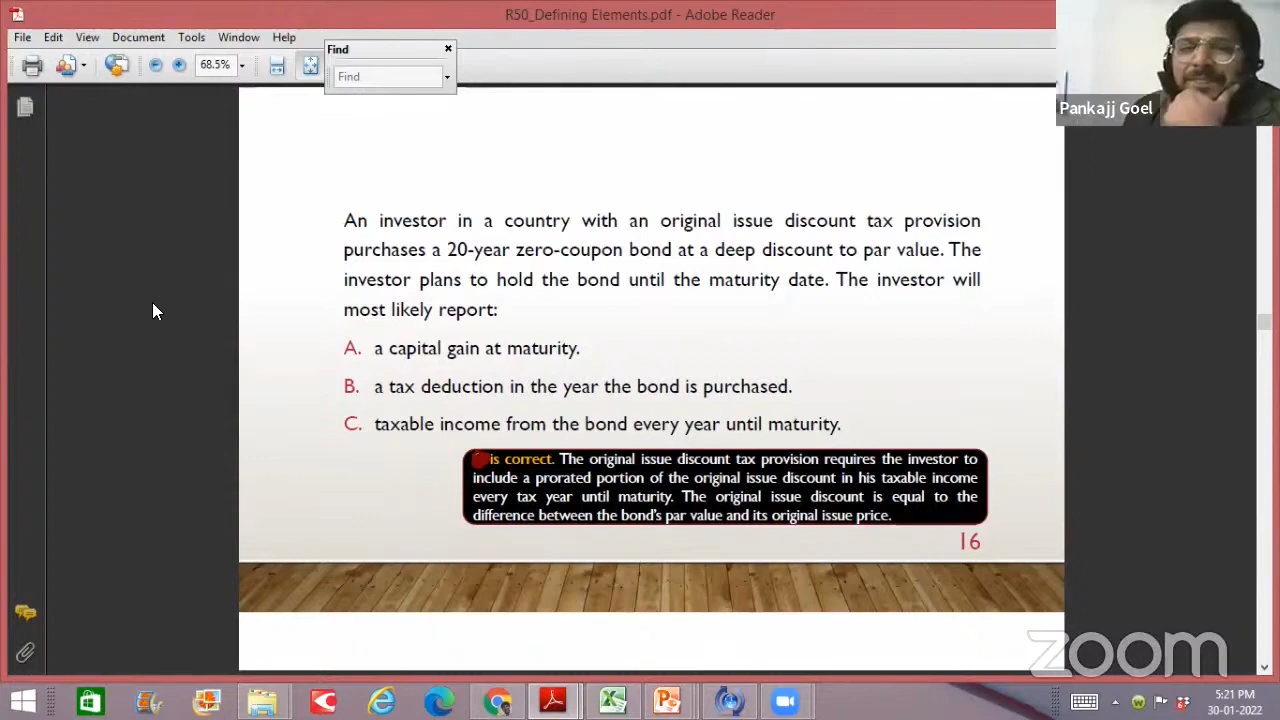 R50_Defining Elements.pdf - Adobe Reader
File Edit View Document Tools Window Help
Find
68.5%
Find
Pankajj Goel
An investor in a country with an original issue discount tax provision
purchases a 20-year zero-coupon bond at a deep discount to par value. The
investor plans to hold the bond until the maturity date. The investor will
most likely report:
A. a capital gain at maturity.
B. a tax deduction in the year the bond is purchased.
C. taxable income from the bond every year until maturity.
is correct. The original issue discount tax provision requires the investor to
include a prorated portion of the original issue discount in his taxable income
every tax year until maturity. The original issue discount is equal to the
difference between the bond's par value and its original issue price.
16
zoom
5:21 PM
30-01-2022